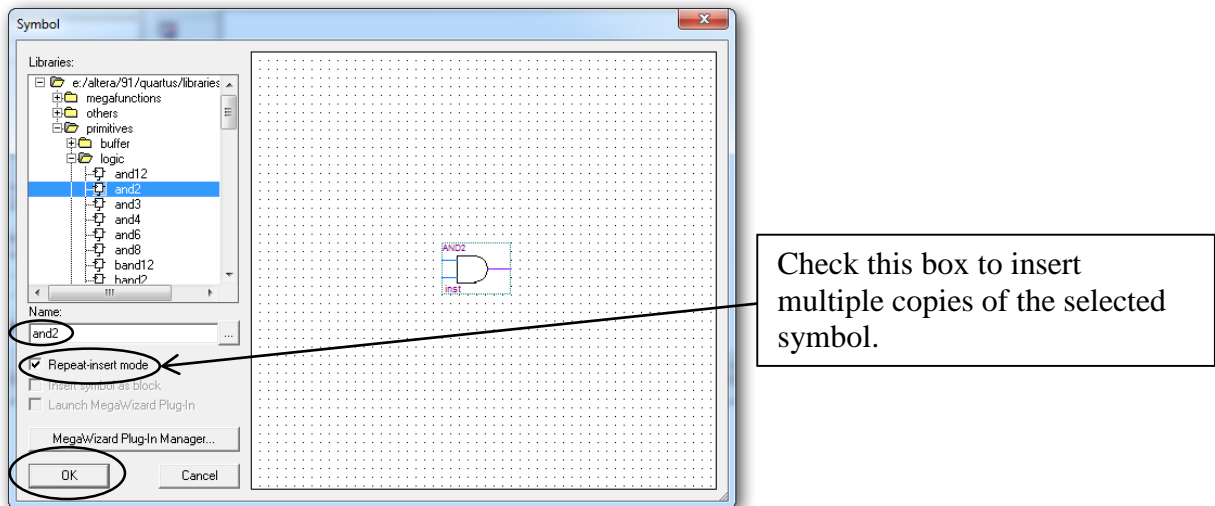 Symbol
Libraries:
e:/altera/91/quartus/libraries
megafunctions
others
primitives
buffer
logic
and12
and2
and3
and4
and6
and8
band12
band2
Name:
and2
...
Repeat-insert mode
Insert symbol as block
Launch MegaWizard Plug-In
MegaWizard Plug-In Manager...
OK
Cancel
AND2
inst
Check this box to insert
multiple copies of the selected
symbol.